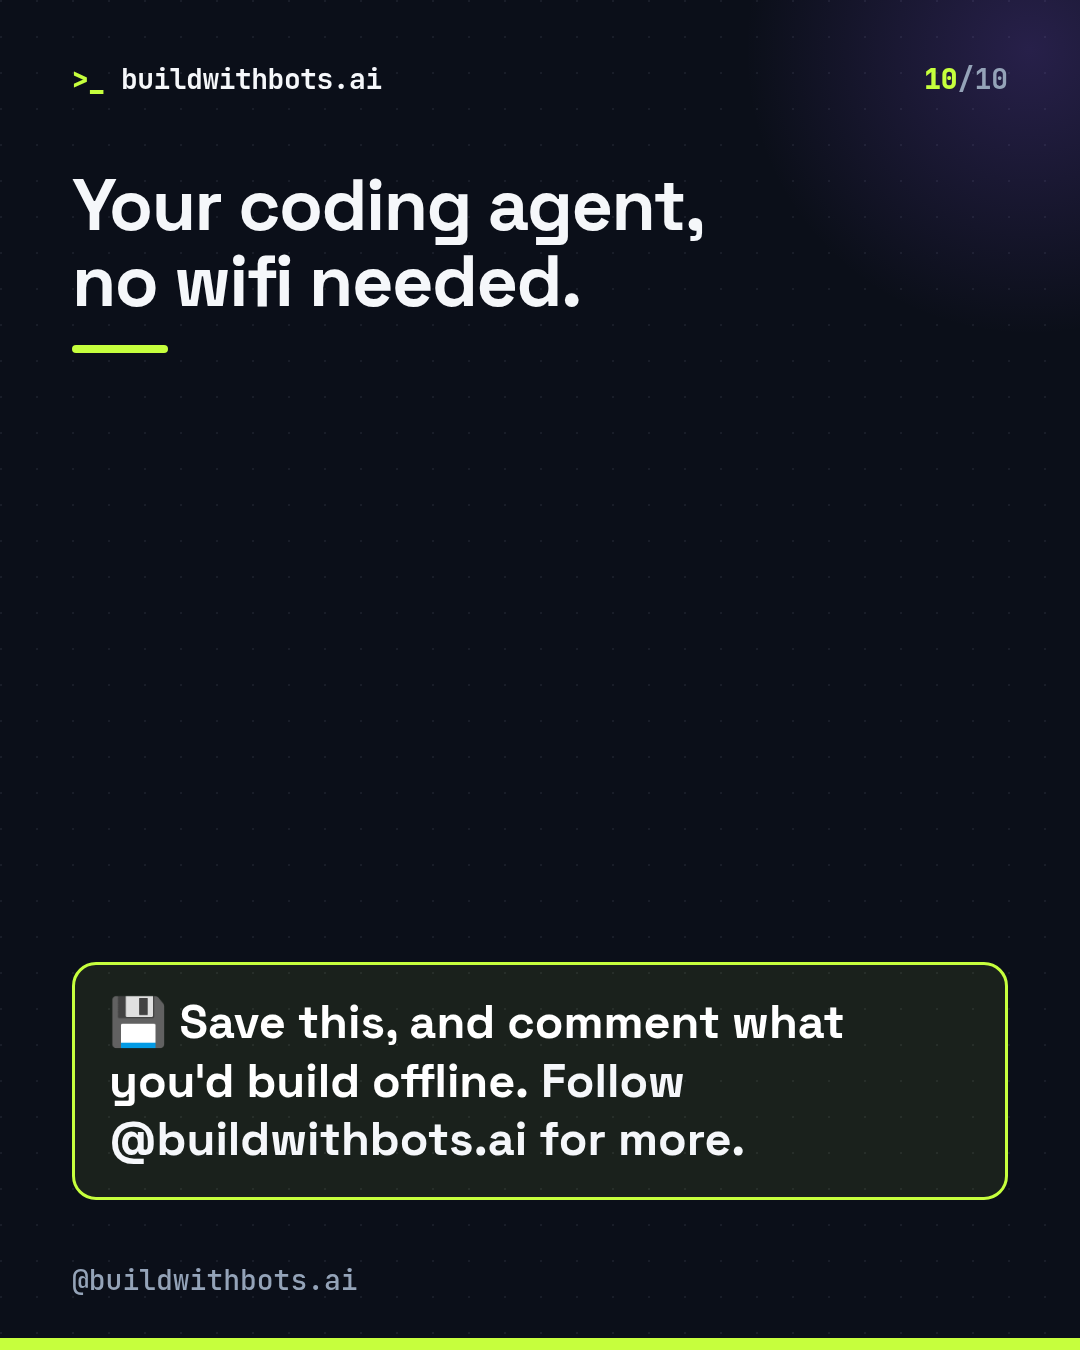 >_ buildwithbots.ai
10/10
Your coding agent,
no wifi needed.
💾 Save this, and comment what
you'd build offline. Follow
@buildwithbots.ai for more.
@buildwithbots.ai